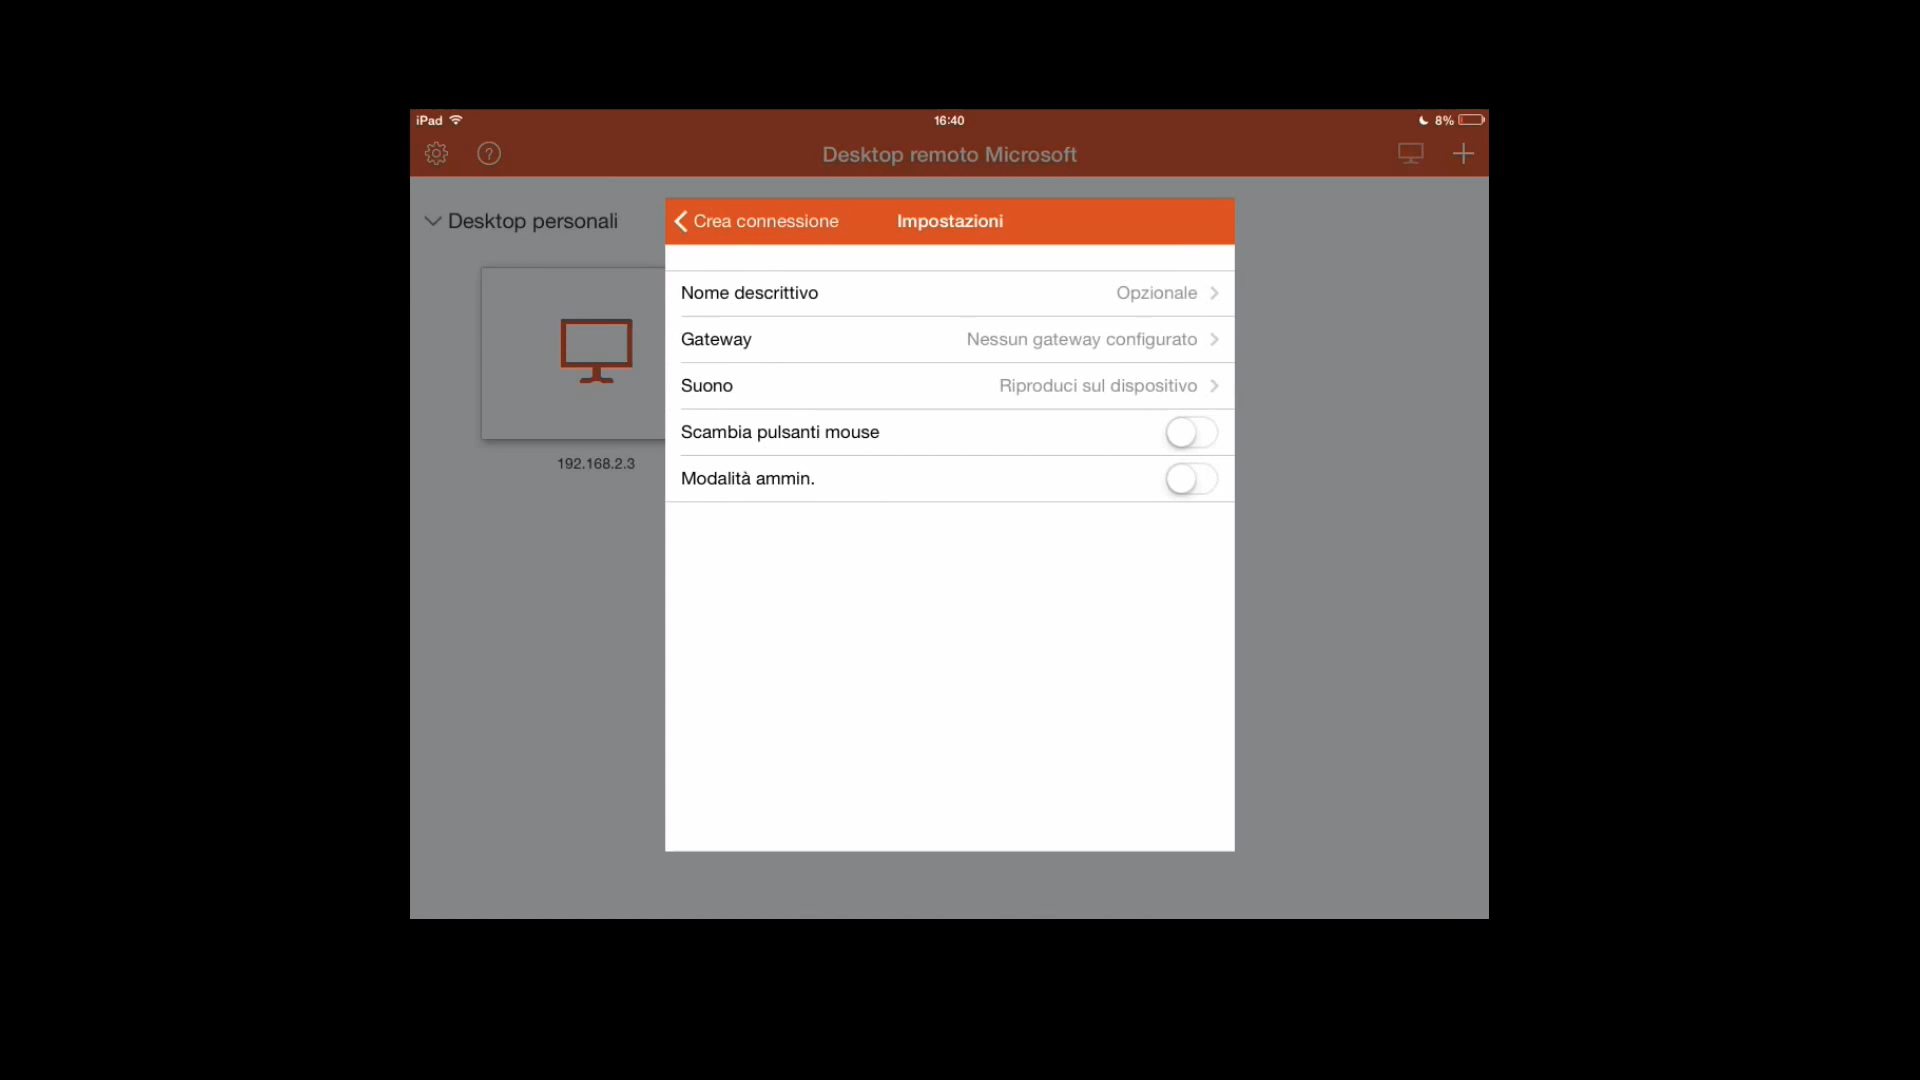 iPad 16:40 8%
? Desktop remoto Microsoft
Desktop personali
192.168.2.3
Crea connessione Impostazioni
Nome descrittivo Opzionale
Gateway Nessun gateway configurato
Suono Riproduci sul dispositivo
Scambia pulsanti mouse
Modalità ammin.